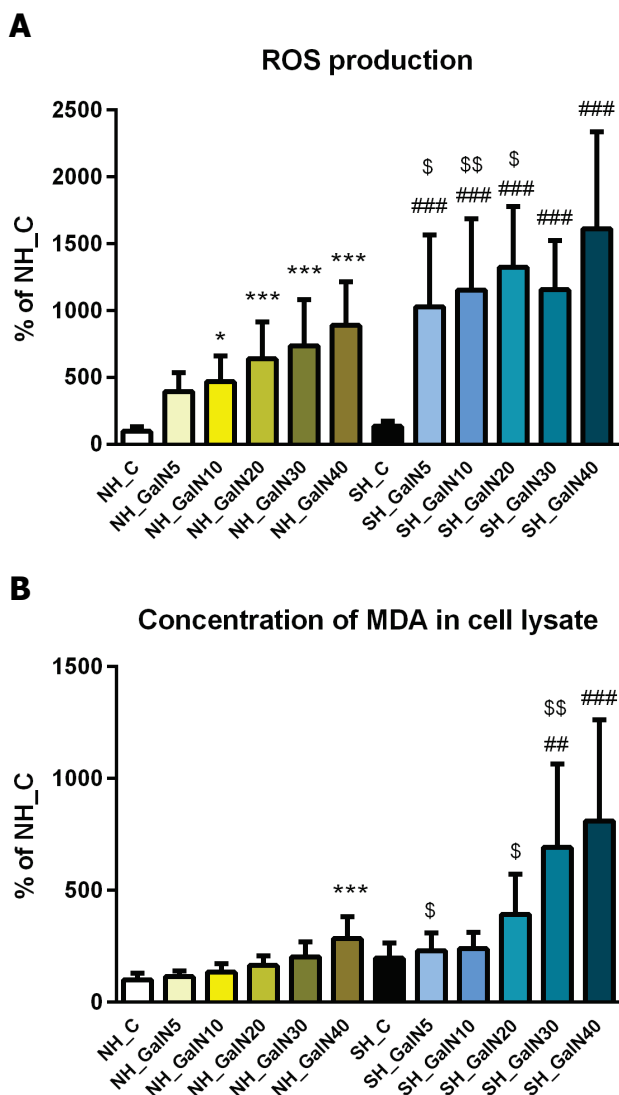 A
ROS production
% of NH_C
2500
2000
1500
1000
500
0
*
***
***
***
$
###
$$
###
$
###
###
###
NH_C
NH_GalN5
NH_GalN10
NH_GalN20
NH_GalN30
NH_GalN40
SH_C
SH_GalN5
SH_GalN10
SH_GalN20
SH_GalN30
SH_GalN40
B
Concentration of MDA in cell lysate
% of NH_C
1500
1000
500
0
***
$
$
$$
##
###
NH_C
NH_GalN5
NH_GalN10
NH_GalN20
NH_GalN30
NH_GalN40
SH_C
SH_GalN5
SH_GalN10
SH_GalN20
SH_GalN30
SH_GalN40